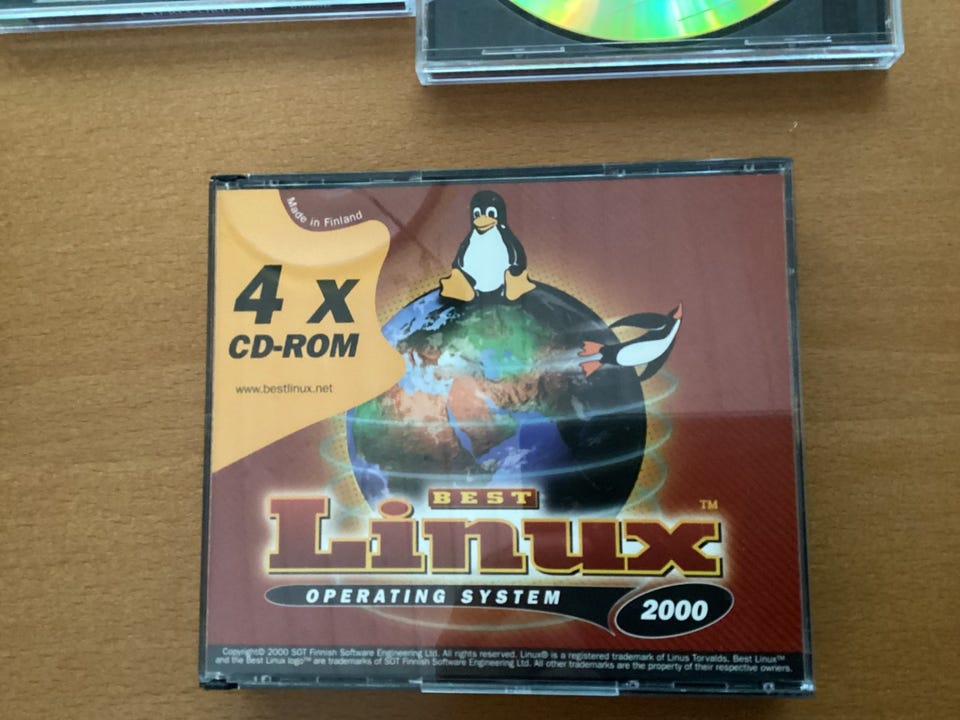 Made in Finland
4 x
CD-ROM
www.bestlinux.net
BEST
Linux™
OPERATING SYSTEM
2000
Copyright© 2000 SOT Finnish Software Engineering Ltd. All rights reserved. Linux® is a registered trademark of Linus Torvalds. Best Linux™
and the Best Linux logo™ are trademarks of SOT Finnish Software Engineering Ltd. All other trademarks are the property of their respective owners.